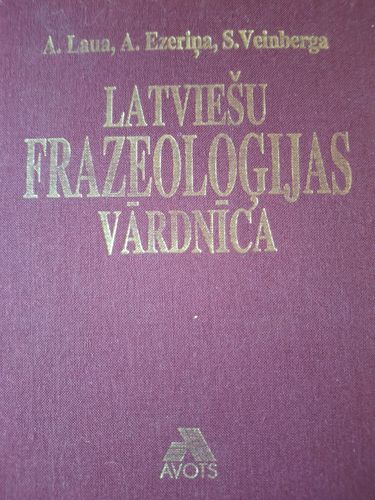 A. Laua, A. Ezeriņa, S. Veinberga
LATVIEŠU
FRAZEOLOĢIJAS
VĀRDNĪCA
AVOTS